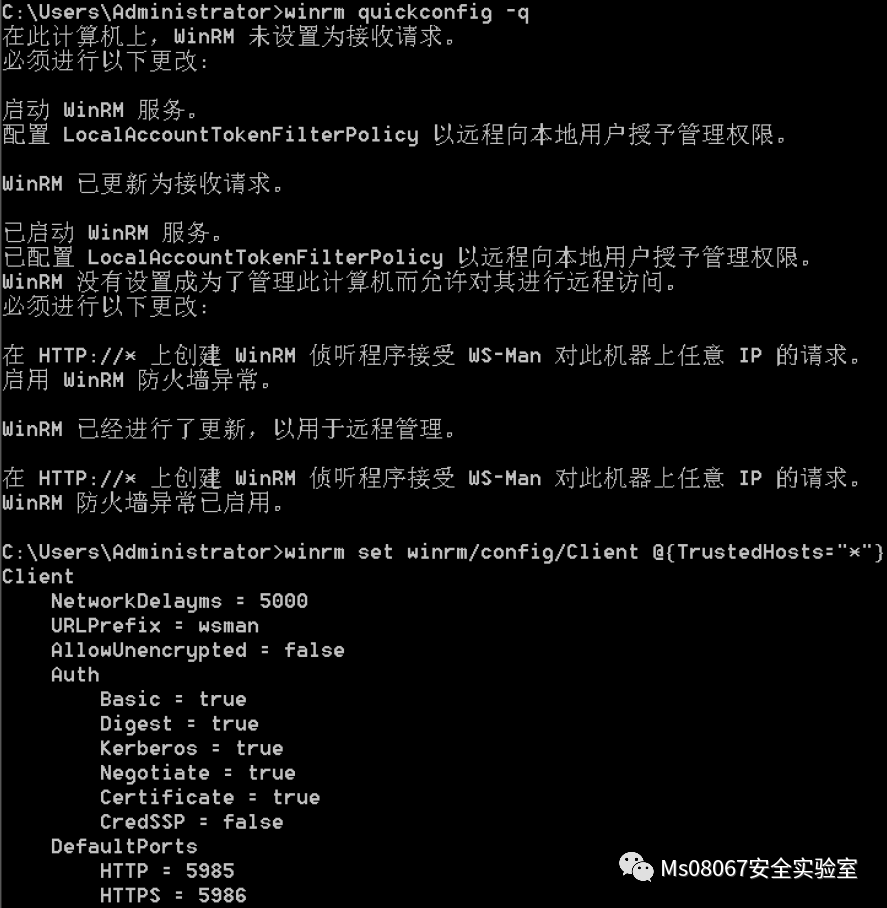 C:\Users\Administrator>winrm quickconfig -q
在此计算机上，WinRM 未设置为接收请求。
必须进行以下更改:
启动 WinRM 服务。
配置 LocalAccountTokenFilterPolicy 以远程向本地用户授予管理权限。
WinRM 已更新为接收请求。
已启动 WinRM 服务。
已配置 LocalAccountTokenFilterPolicy 以远程向本地用户授予管理权限。
WinRM 没有设置成为了管理此计算机而允许对其进行远程访问。
必须进行以下更改:
在 HTTP://* 上创建 WinRM 侦听程序接受 WS-Man 对此机器上任意 IP 的请求。
启用 WinRM 防火墙异常。
WinRM 已经进行了更新，以用于远程管理。
在 HTTP://* 上创建 WinRM 侦听程序接受 WS-Man 对此机器上任意 IP 的请求。
WinRM 防火墙异常已启用。
C:\Users\Administrator>winrm set winrm/config/Client @{TrustedHosts="*"}
Client
    NetworkDelayms = 5000
    URLPrefix = wsman
    AllowUnencrypted = false
    Auth
        Basic = true
        Digest = true
        Kerberos = true
        Negotiate = true
        Certificate = true
        CredSSP = false
    DefaultPorts
        HTTP = 5985
        HTTPS = 5986
Ms08067安全实验室